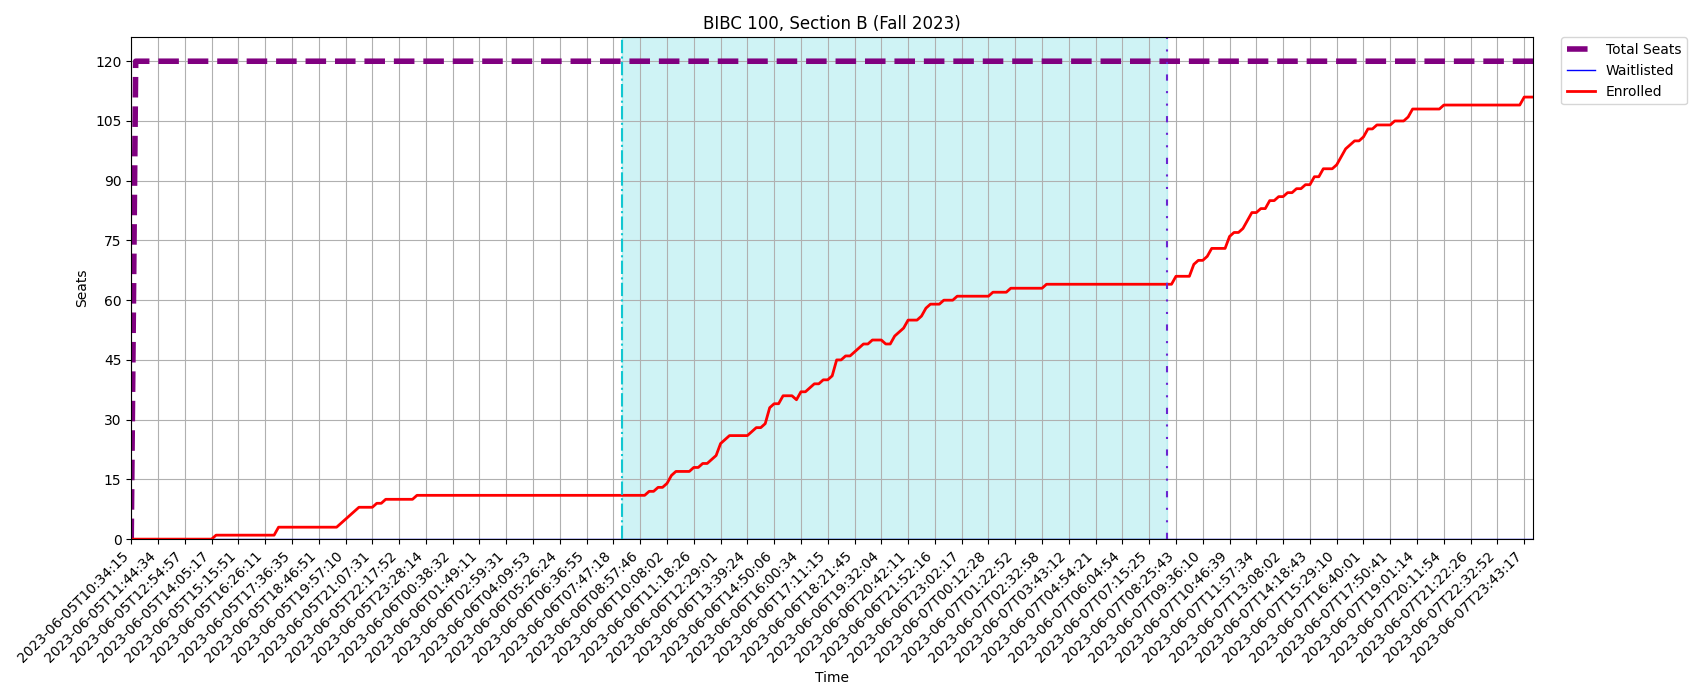 BIBC 100, Section B (Fall 2023)
Total Seats
Waitlisted
Enrolled
120
105
90
75
60
45
30
15
0
Seats
2023-06-05T10:34:15
2023-06-05T11:44:34
2023-06-05T12:54:57
2023-06-05T14:05:17
2023-06-05T15:15:51
2023-06-05T16:26:11
2023-06-05T17:36:35
2023-06-05T18:46:51
2023-06-05T19:57:10
2023-06-05T21:07:31
2023-06-05T22:17:52
2023-06-05T23:28:14
2023-06-06T00:38:32
2023-06-06T01:49:11
2023-06-06T02:59:31
2023-06-06T04:09:53
2023-06-06T05:26:24
2023-06-06T06:36:55
2023-06-06T07:47:18
2023-06-06T08:57:46
2023-06-06T10:08:02
2023-06-06T11:18:26
2023-06-06T12:29:01
2023-06-06T13:39:24
2023-06-06T14:50:06
2023-06-06T16:00:34
2023-06-06T17:11:15
2023-06-06T18:21:45
2023-06-06T19:32:04
2023-06-06T20:42:11
2023-06-06T21:52:16
2023-06-06T23:02:17
2023-06-07T00:12:28
2023-06-07T01:22:52
2023-06-07T02:32:58
2023-06-07T03:43:12
2023-06-07T04:54:21
2023-06-07T06:04:54
2023-06-07T07:15:25
2023-06-07T08:25:43
2023-06-07T09:36:10
2023-06-07T10:46:39
2023-06-07T11:57:34
2023-06-07T13:08:02
2023-06-07T14:18:43
2023-06-07T15:29:10
2023-06-07T16:40:01
2023-06-07T17:50:41
2023-06-07T19:01:14
2023-06-07T20:11:54
2023-06-07T21:22:26
2023-06-07T22:32:52
2023-06-07T23:43:17
Time